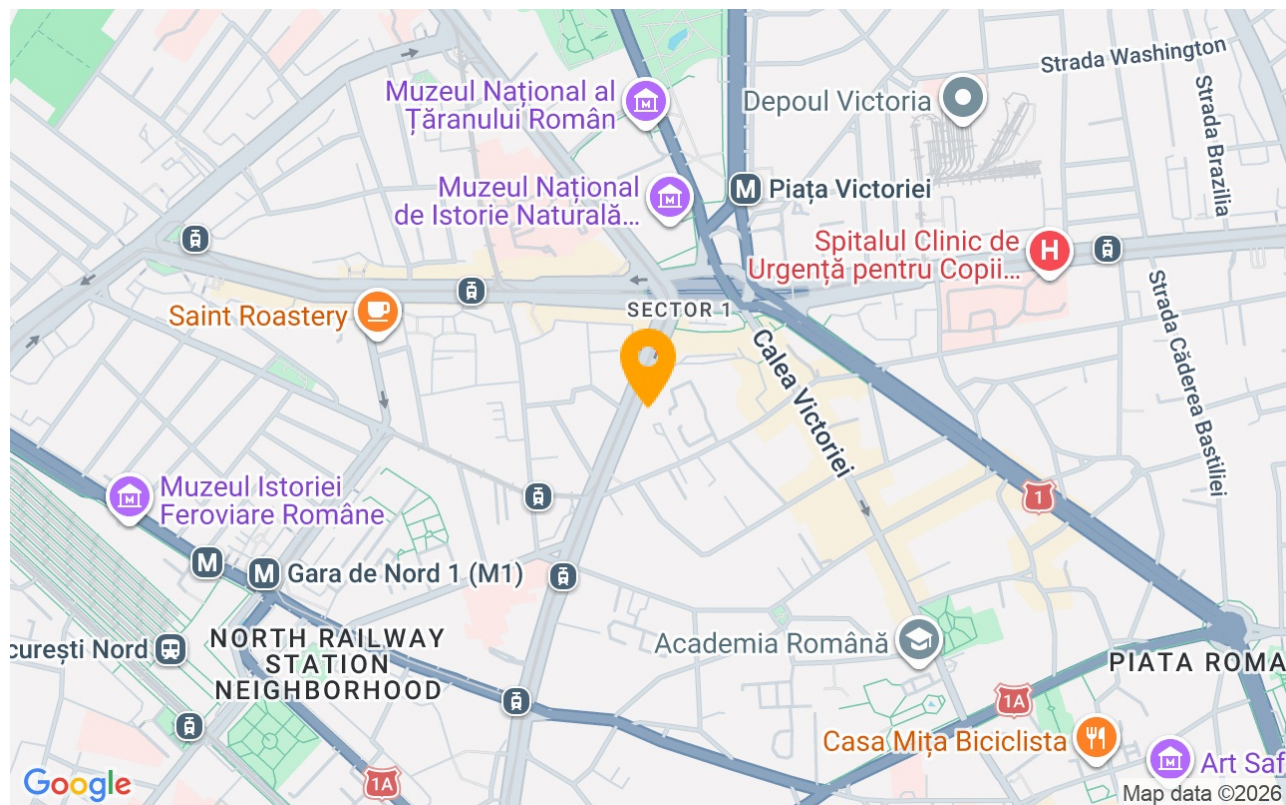 Strada Washington
Muzeul Național al
Țăranului Român
Depoul Victoria
Strada Brazilia
M
Piața Victoriei
Muzeul Național
de Istorie Naturală...
Spitalul Clinic de
Urgență pentru Copii...
H
Saint Roastery
SECTOR 1
Calea Victoriei
Strada Căderea Bastiliei
1
Muzeul Istoriei
Feroviare Române
M
M
Gara de Nord 1 (M1)
curești Nord
NORTH RAILWAY
STATION
NEIGHBORHOOD
Academia Română
PIATA ROMA
1A
Casa Mița Biciclista
Art Saf
1A
Google
Map data ©2026